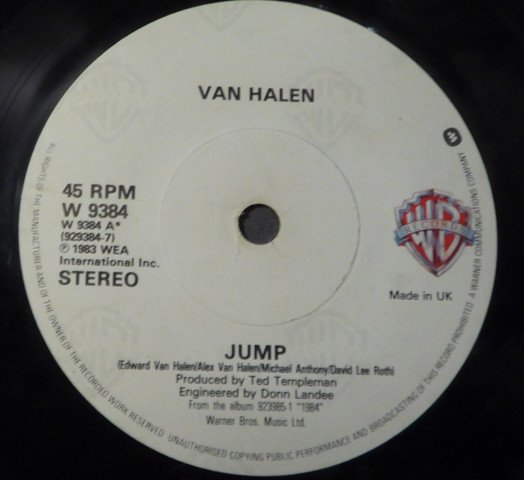 VAN HALEN
45 RPM
W 9384
W 9384 A*
(929384-7)
℗ 1983 WEA
International Inc.
STEREO
WB
RECORDS
Made in UK
JUMP
(Edward Van Halen/Alex Van Halen/Michael Anthony/David Lee Roth)
Produced by Ted Templeman
Engineered by Donn Landee
From the album 923985-1 "1984"
Warner Bros. Music Ltd.
ALL RIGHTS OF THE MANUFACTURER AND OF THE OWNER OF THE RECORDED WORK RESERVED UNAUTHORISED COPYING PUBLIC PERFORMANCE AND BROADCASTING OF THIS RECORD PROHIBITED A WARNER COMMUNICATIONS COMPANY